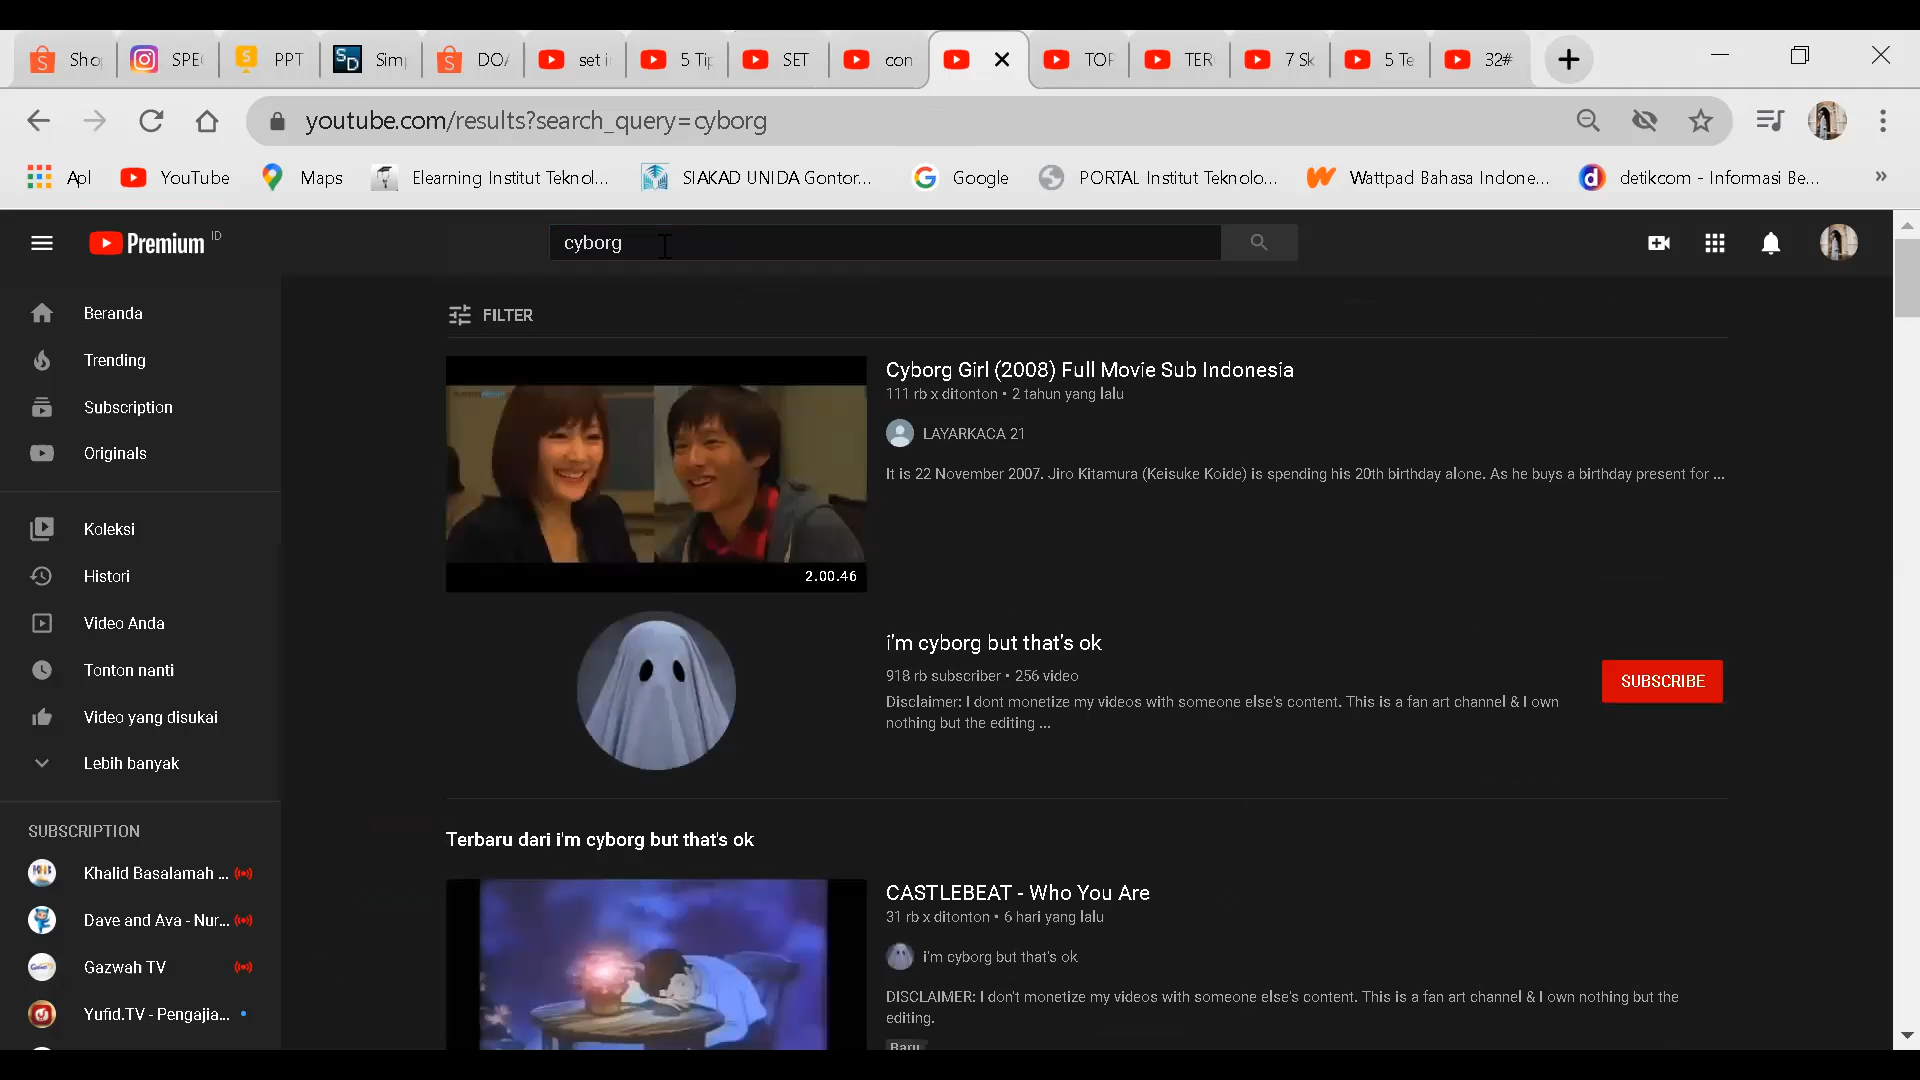 Sho
SPE
PPT
Sim
DO
set i
5 Tip
SET
con
TOP
TER
7 Sk
5 Te
32#
youtube.com/results?search_query=cyborg
Apl
YouTube
Maps
Elearning Institut Teknol...
SIAKAD UNIDA Gontor...
Google
PORTAL Institut Teknolo...
Wattpad Bahasa Indone...
detikcom - Informasi Be...
»
Premium ID
cyborg
Beranda
Trending
Subscription
Originals
Koleksi
Histori
Video Anda
Tonton nanti
Video yang disukai
Lebih banyak
SUBSCRIPTION
Khalid Basalamah ...
Dave and Ava - Nur...
Gazwah TV
Yufid.TV - Pengajia...
FILTER
2.00.46
Cyborg Girl (2008) Full Movie Sub Indonesia
111 rb x ditonton • 2 tahun yang lalu
LAYARKACA 21
It is 22 November 2007. Jiro Kitamura (Keisuke Koide) is spending his 20th birthday alone. As he buys a birthday present for ...
i'm cyborg but that's ok
918 rb subscriber • 256 video
Disclaimer: I dont monetize my videos with someone else's content. This is a fan art channel & I own
nothing but the editing ...
SUBSCRIBE
Terbaru dari i'm cyborg but that's ok
CASTLEBEAT - Who You Are
31 rb x ditonton • 6 hari yang lalu
i'm cyborg but that's ok
DISCLAIMER: I don't monetize my videos with someone else's content. This is a fan art channel & I own nothing but the
editing.
Baru